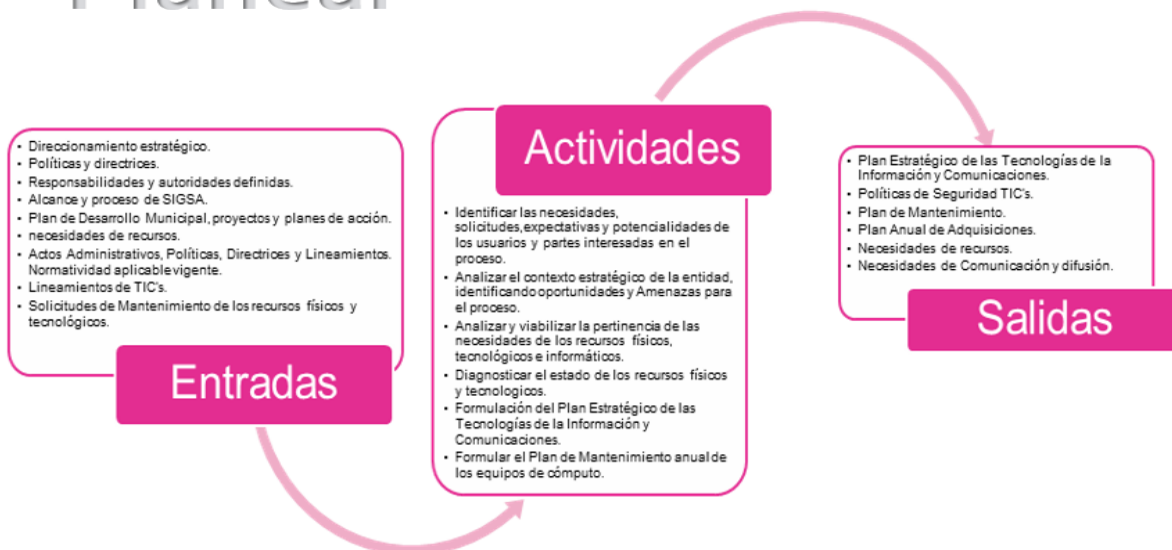 Planear
• Direccionamiento estratégico.
• Políticas y directrices.
• Responsabilidades y autoridades definidas.
• Alcance y proceso de SIGSA.
• Plan de Desarrollo Municipal, proyectos y planes de acción.
• necesidades de recursos.
• Actos Administrativos, Políticas, Directrices y Lineamientos.
Normatividad aplicable vigente.
• Lineamientos de TIC's.
• Solicitudes de Mantenimiento de los recursos físicos y
tecnológicos.
Entradas
Actividades
• Identificar las necesidades,
solicitudes, expectativas y potencialidades de
los usuarios y partes interesadas en el
proceso.
• Analizar el contexto estratégico de la entidad,
identificando oportunidades y Amenazas para
el proceso.
• Analizar y viabilizar la pertinencia de las
necesidades de los recursos físicos,
tecnológicos e informáticos.
• Diagnosticar el estado de los recursos físicos
y tecnologicos.
• Formulación del Plan Estratégico de las
Tecnologías de la Información y
Comunicaciones.
• Formular el Plan de Mantenimiento anual de
los equipos de cómputo.
• Plan Estratégico de las Tecnologías de la
Información y Comunicaciones.
• Políticas de Seguridad TIC's.
• Plan de Mantenimiento.
• Plan Anual de Adquisiciones.
• Necesidades de recursos.
• Necesidades de Comunicación y difusión.
Salidas